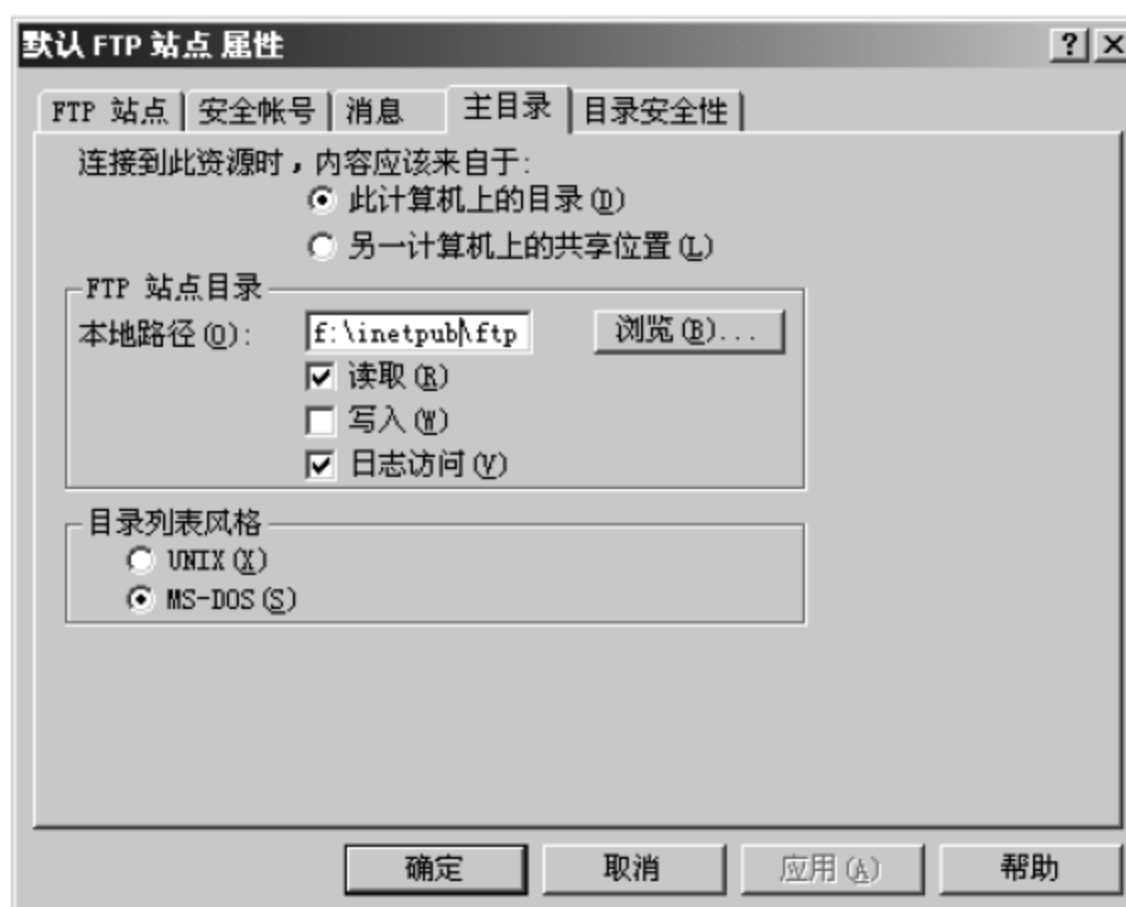 默认 FTP 站点 属性
FTP 站点 安全帐号 消息 主目录 目录安全性
连接到此资源时，内容应该来自于:
此计算机上的目录(D)
另一计算机上的共享位置(L)
FTP 站点目录
本地路径(O): f:\inetpub\ftp 浏览(B)...
读取(R)
写入(W)
日志访问(V)
目录列表风格
UNIX(X)
MS-DOS(S)
确定 取消 应用(A) 帮助